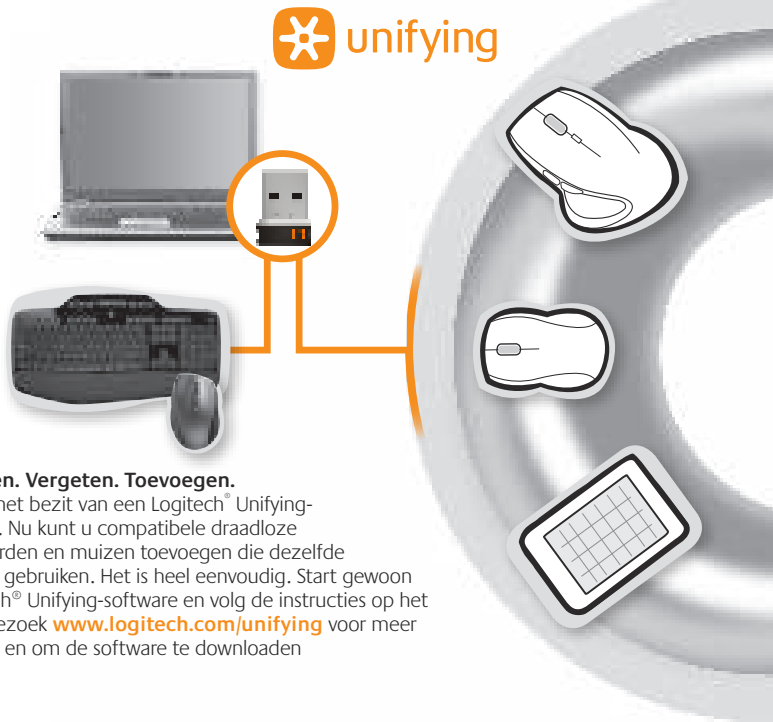 unifying
en. Vergeten. Toevoegen.
het bezit van een Logitech® Unifying-
. Nu kunt u compatibele draadloze
rden en muizen toevoegen die dezelfde
gebruiken. Het is heel eenvoudig. Start gewoon
h® Unifying-software en volg de instructies op het
ezoek www.logitech.com/unifying voor meer
en om de software te downloaden